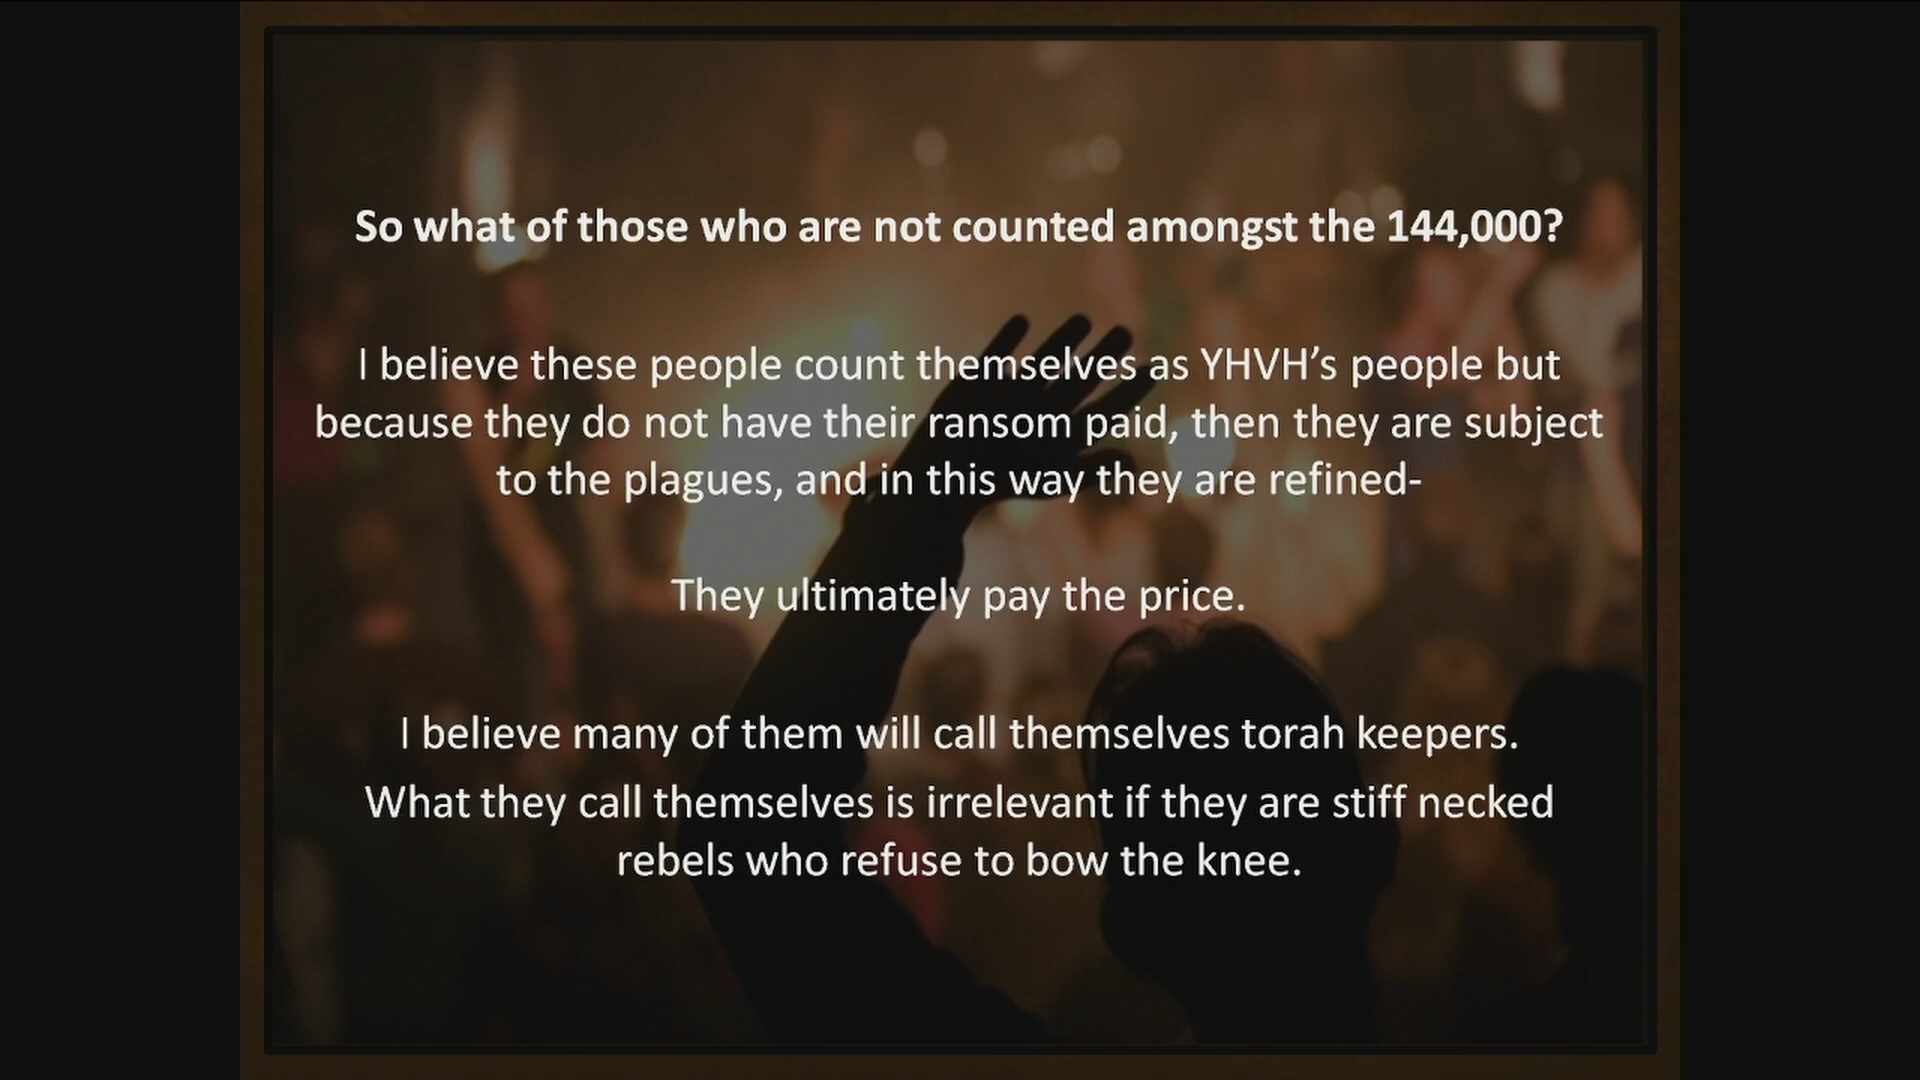 So what of those who are not counted amongst the 144,000?
I believe these people count themselves as YHVH’s people but
because they do not have their ransom paid, then they are subject
to the plagues, and in this way they are refined-
They ultimately pay the price.
I believe many of them will call themselves torah keepers.
What they call themselves is irrelevant if they are stiff necked
rebels who refuse to bow the knee.